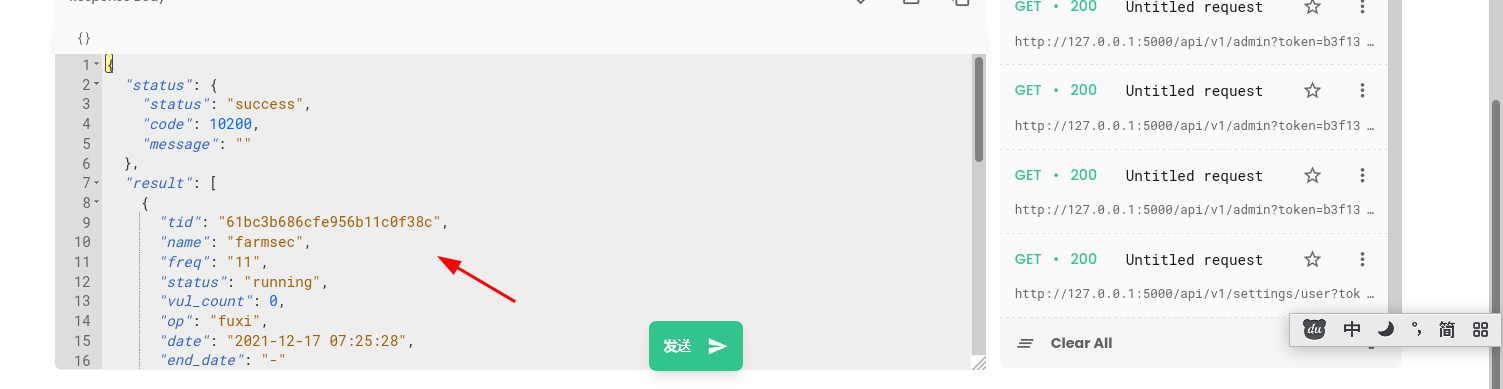 Response Body
{}
1 {
2 "status": {
3 "status": "success",
4 "code": 10200,
5 "message": ""
6 },
7 "result": [
8 {
9 "tid": "61bc3b686cfe956b11c0f38c",
10 "name": "farmsec",
11 "freq": "11",
12 "status": "running",
13 "vul_count": 0,
14 "op": "fuxi",
15 "date": "2021-12-17 07:25:28",
16 "end_date": "-"
发送
GET • 200 Untitled request
http://127.0.0.1:5000/api/v1/admin?token=b3f13 …
GET • 200 Untitled request
http://127.0.0.1:5000/api/v1/admin?token=b3f13 …
GET • 200 Untitled request
http://127.0.0.1:5000/api/v1/admin?token=b3f13 …
GET • 200 Untitled request
http://127.0.0.1:5000/api/v1/settings/user?tok …
Clear All
du 中 °, 简